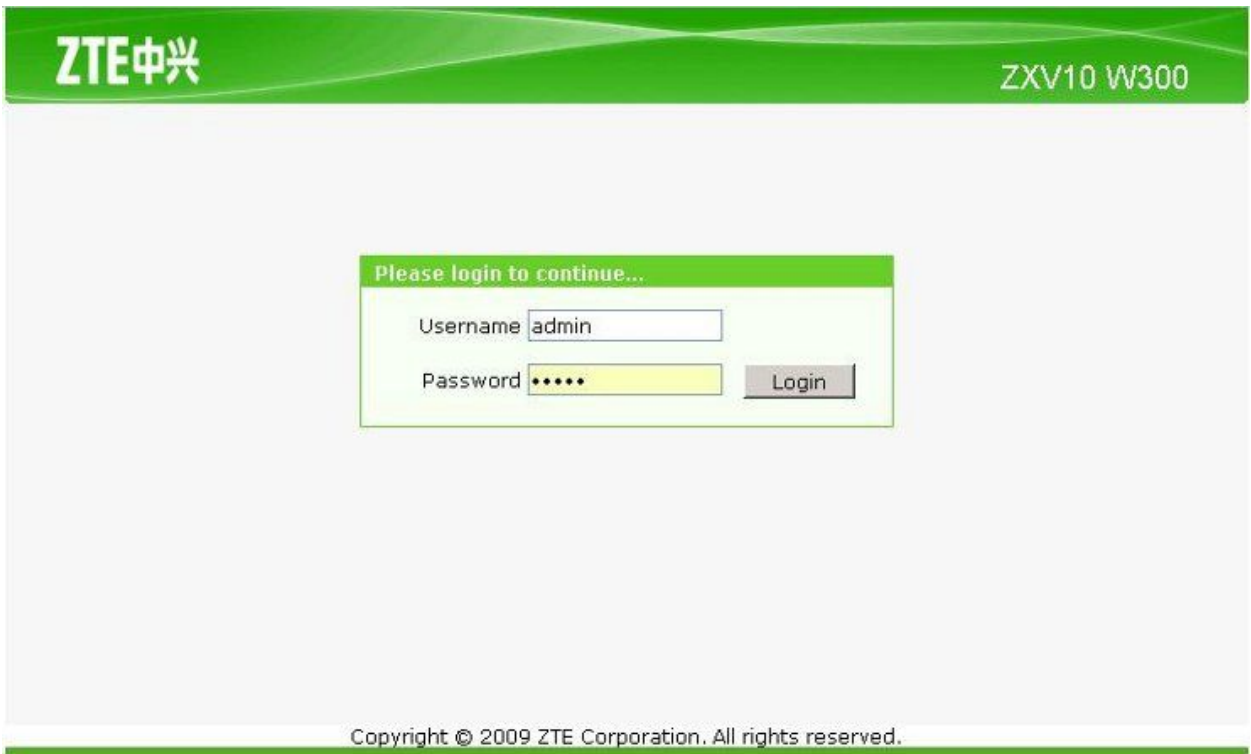 ZTE中兴
ZXV10 W300
Please login to continue...
Username admin
Password •••••
Login
Copyright © 2009 ZTE Corporation. All rights reserved.